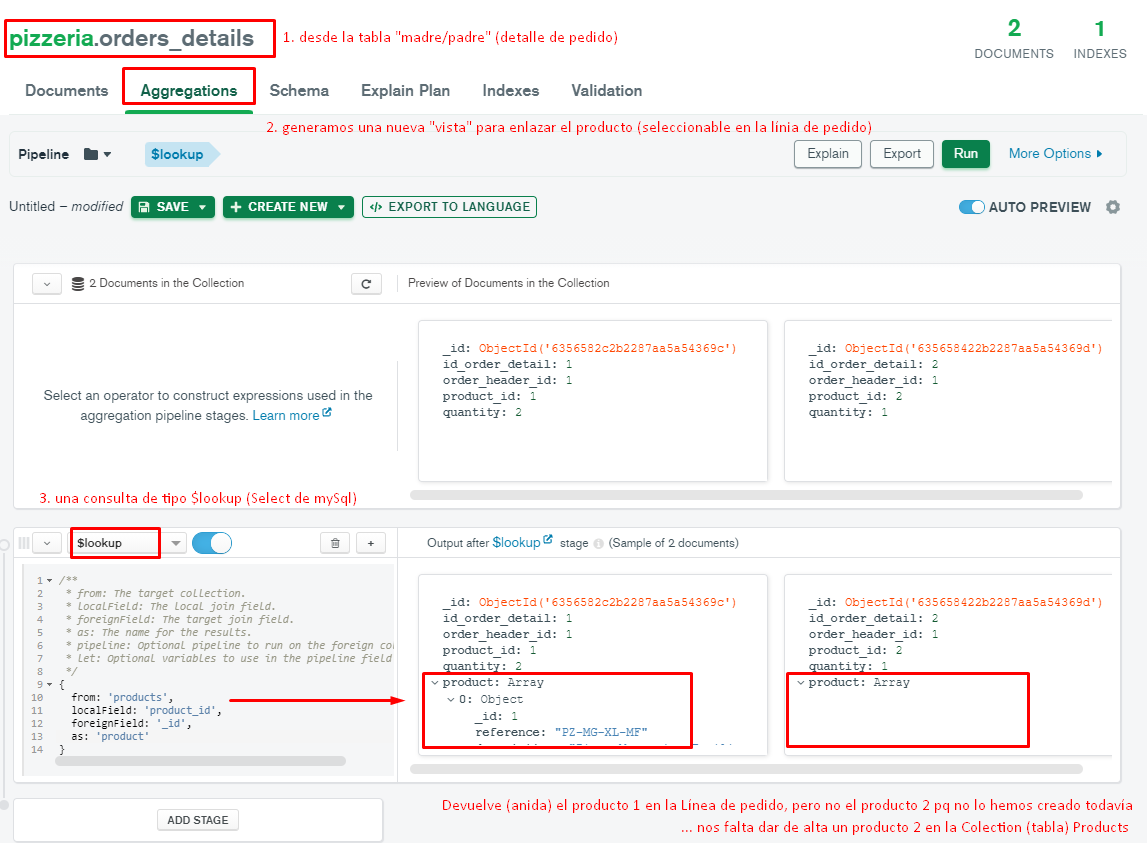 pizzeria.orders_details
1. desde la tabla "madre/padre" (detalle de pedido)
2
DOCUMENTS
1
INDEXES
Documents
Aggregations
Schema
Explain Plan
Indexes
Validation
2. generamos una nueva "vista" para enlazar el producto (seleccionable en la línia de pedido)
Pipeline
$lookup
Explain
Export
Run
More Options
Untitled – modified
SAVE
CREATE NEW
</> EXPORT TO LANGUAGE
AUTO PREVIEW
2 Documents in the Collection
Preview of Documents in the Collection
Select an operator to construct expressions used in the
aggregation pipeline stages. Learn more
_id: ObjectId('6356582c2b2287aa5a54369c')
id_order_detail: 1
order_header_id: 1
product_id: 1
quantity: 2
_id: ObjectId('635658422b2287aa5a54369d')
id_order_detail: 2
order_header_id: 1
product_id: 2
quantity: 1
3. una consulta de tipo $lookup (Select de mySql)
$lookup
+
Output after $lookup stage (Sample of 2 documents)
1 /**
2 * from: The target collection.
3 * localField: The local join field.
4 * foreignField: The target join field.
5 * as: The name for the results.
6 * pipeline: Optional pipeline to run on the foreign co
7 * let: Optional variables to use in the pipeline field
8 */
9 {
10 from: 'products',
11 localField: 'product_id',
12 foreignField: '_id',
13 as: 'product'
14 }
_id: ObjectId('6356582c2b2287aa5a54369c')
id_order_detail: 1
order_header_id: 1
product_id: 1
quantity: 2
product: Array
0: Object
_id: 1
reference: "PZ-MG-XL-MF"
_id: ObjectId('635658422b2287aa5a54369d')
id_order_detail: 2
order_header_id: 1
product_id: 2
quantity: 1
product: Array
ADD STAGE
Devuelve (anida) el producto 1 en la Línea de pedido, pero no el producto 2 pq no lo hemos creado todavía
... nos falta dar de alta un producto 2 en la Colection (tabla) Products